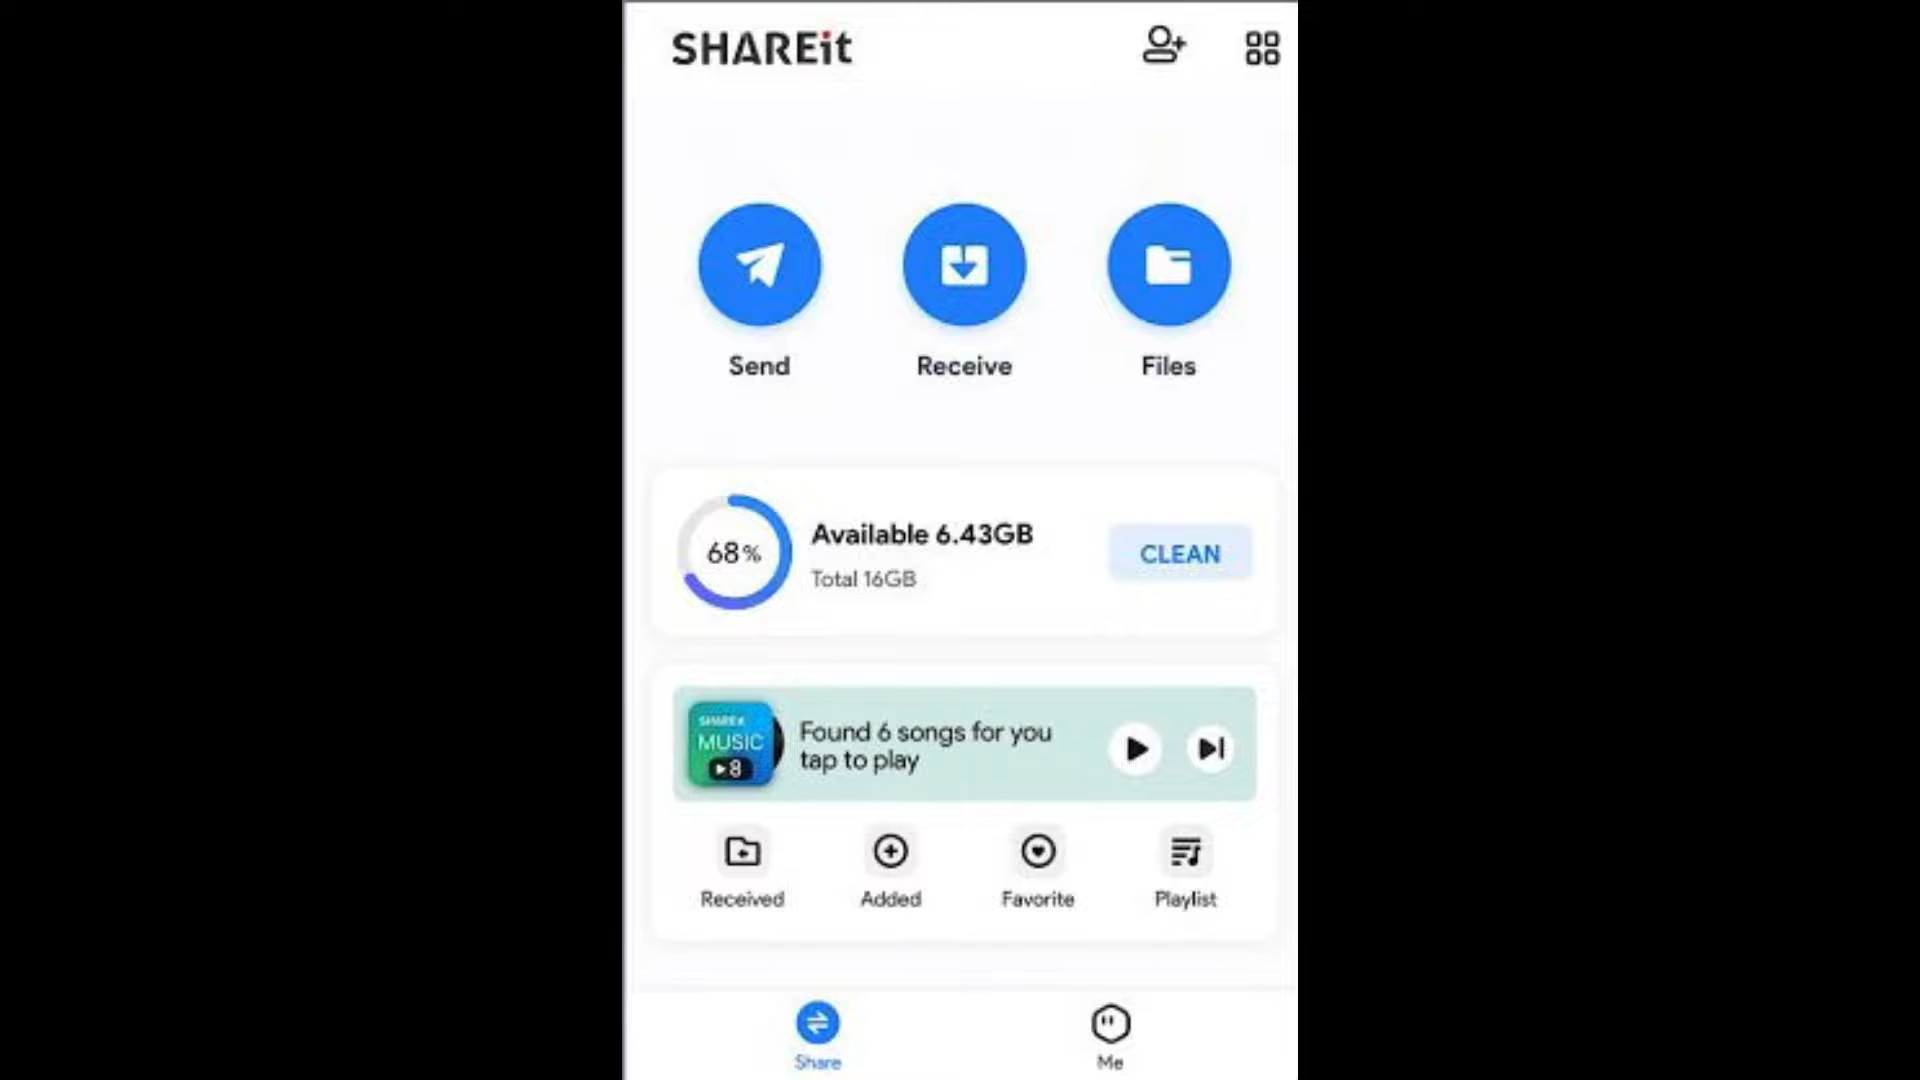 SHAREit
Send Receive Files
68%
Available 6.43GB
Total 16GB
CLEAN
SHAREit
MUSIC
8
Found 6 songs for you
tap to play
Received Added Favorite Playlist
Share Me